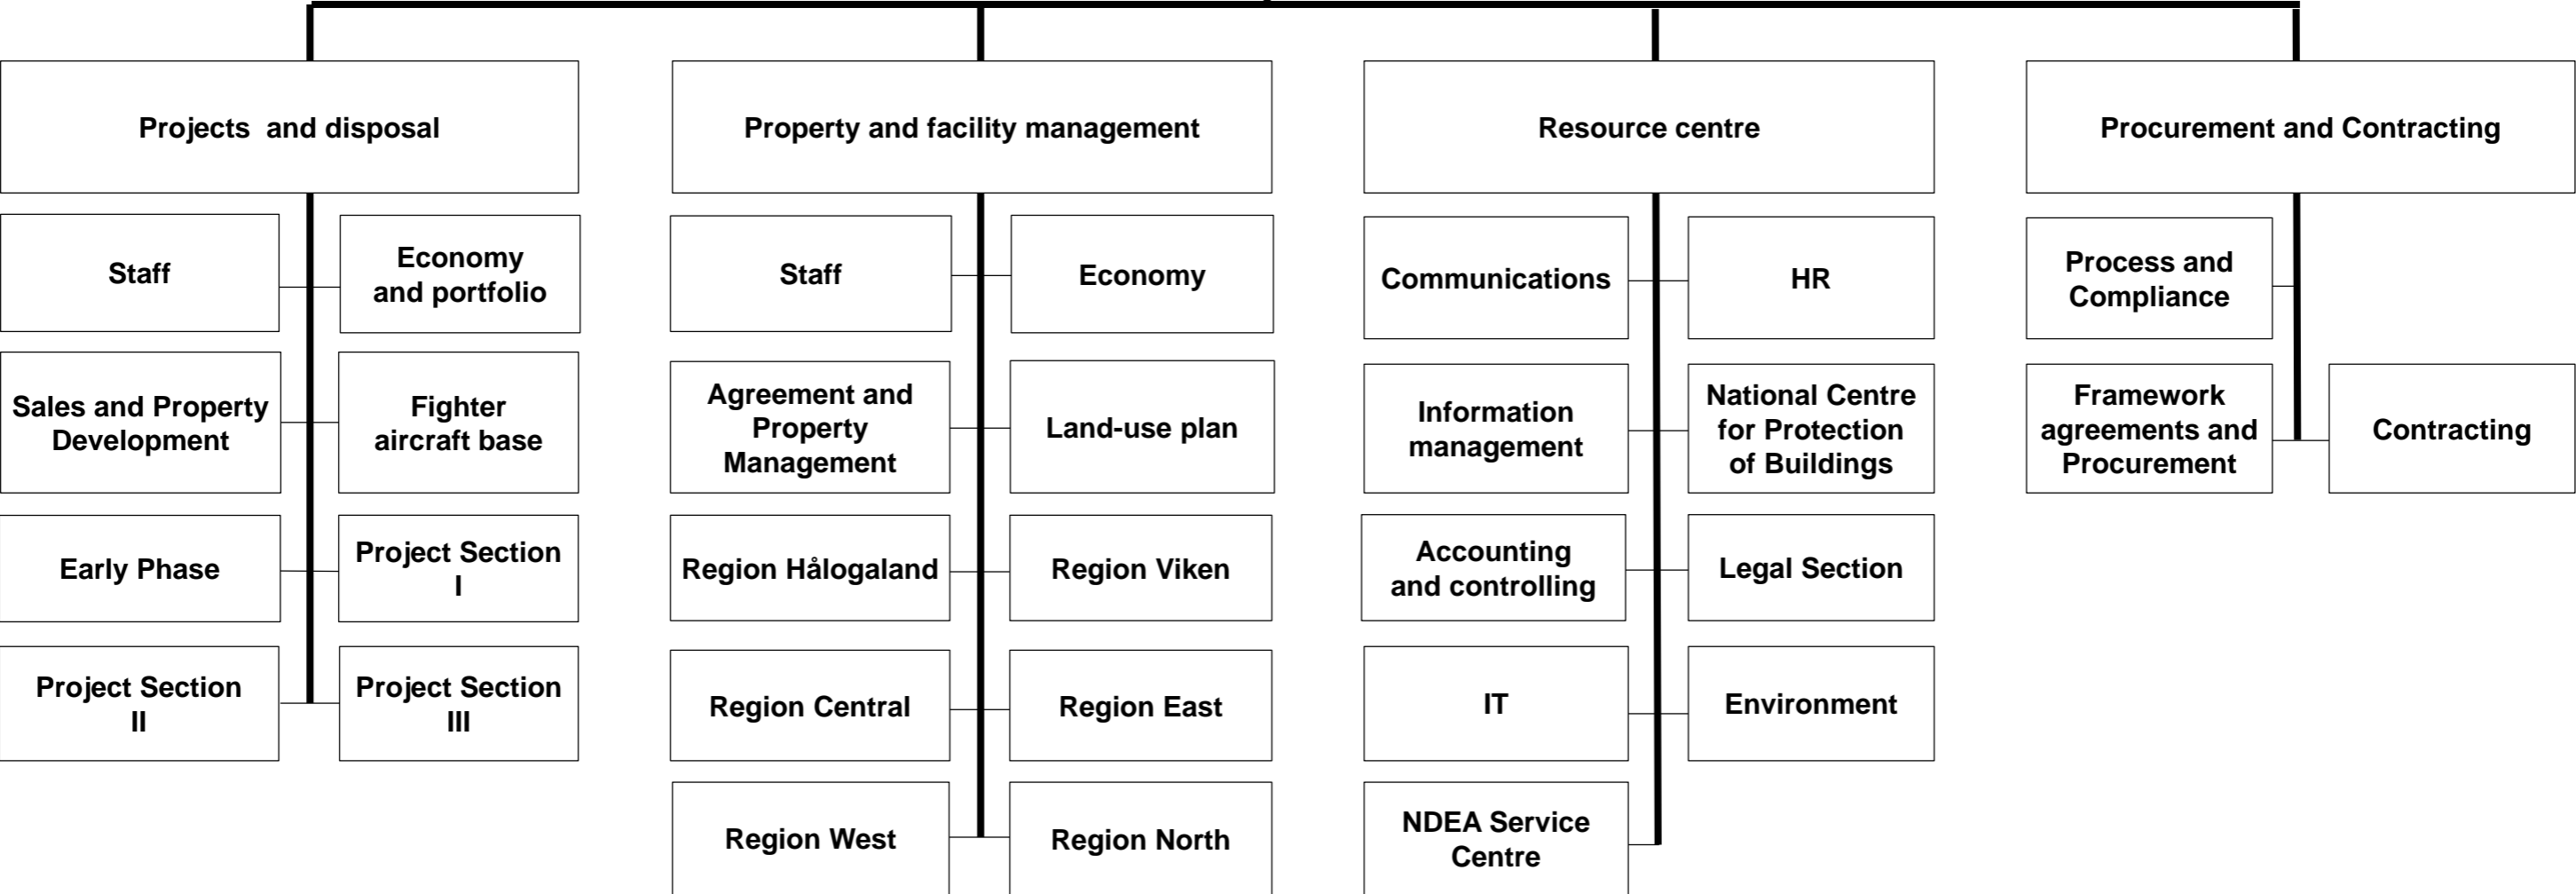 Projects and disposal
Property and facility management
Resource centre
Procurement and Contracting
Staff
Economy
and portfolio
Staff
Economy
Communications
HR
Process and
Compliance
Sales and Property
Development
Fighter
aircraft base
Agreement and
Property
Management
Land-use plan
Information
management
National Centre
for Protection
of Buildings
Framework
agreements and
Procurement
Contracting
Early Phase
Project Section
I
Region Hålogaland
Region Viken
Accounting
and controlling
Legal Section
Project Section
II
Project Section
III
Region Central
Region East
IT
Environment
Region West
Region North
NDEA Service
Centre